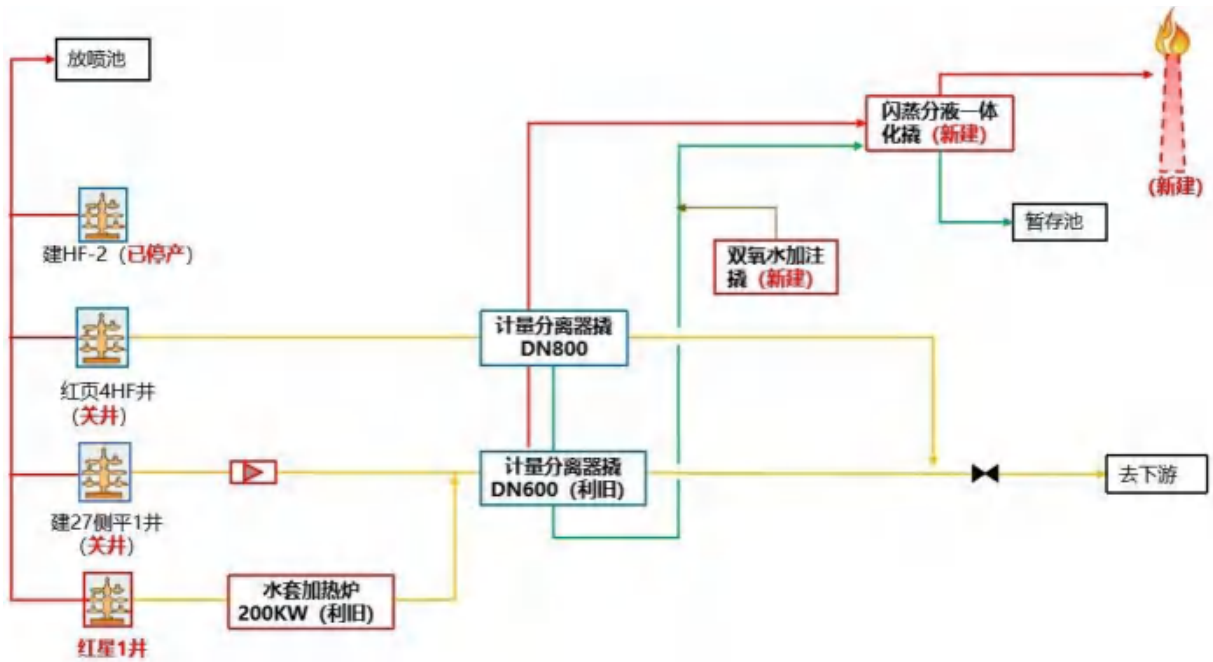 放喷池
闪蒸分液一体
化撬（新建）
(新建)
建HF-2（已停产）
暂存池
双氧水加注
撬（新建）
计量分离器撬
DN800
红页4HF井
(关井)
计量分离器撬
DN600（利旧）
去下游
建27侧平1井
(关井)
水套加热炉
200KW（利旧）
红星1井